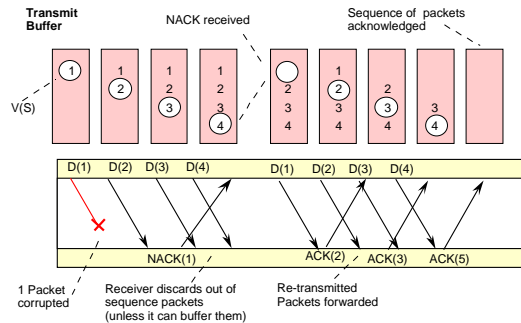 Transmit
Buffer
NACK received
Sequence of packets
acknowledged
V(S)
1
1
2
1
2
3
1
2
3
4
2
3
4
1
2
3
4
2
3
4
3
4
D(1) D(2) D(3) D(4) D(1) D(2) D(3) D(4)
NACK(1) ACK(2) ACK(3) ACK(5)
1 Packet
corrupted
Receiver discards out of
sequence packets
(unless it can buffer them)
Re-transmitted
Packets forwarded